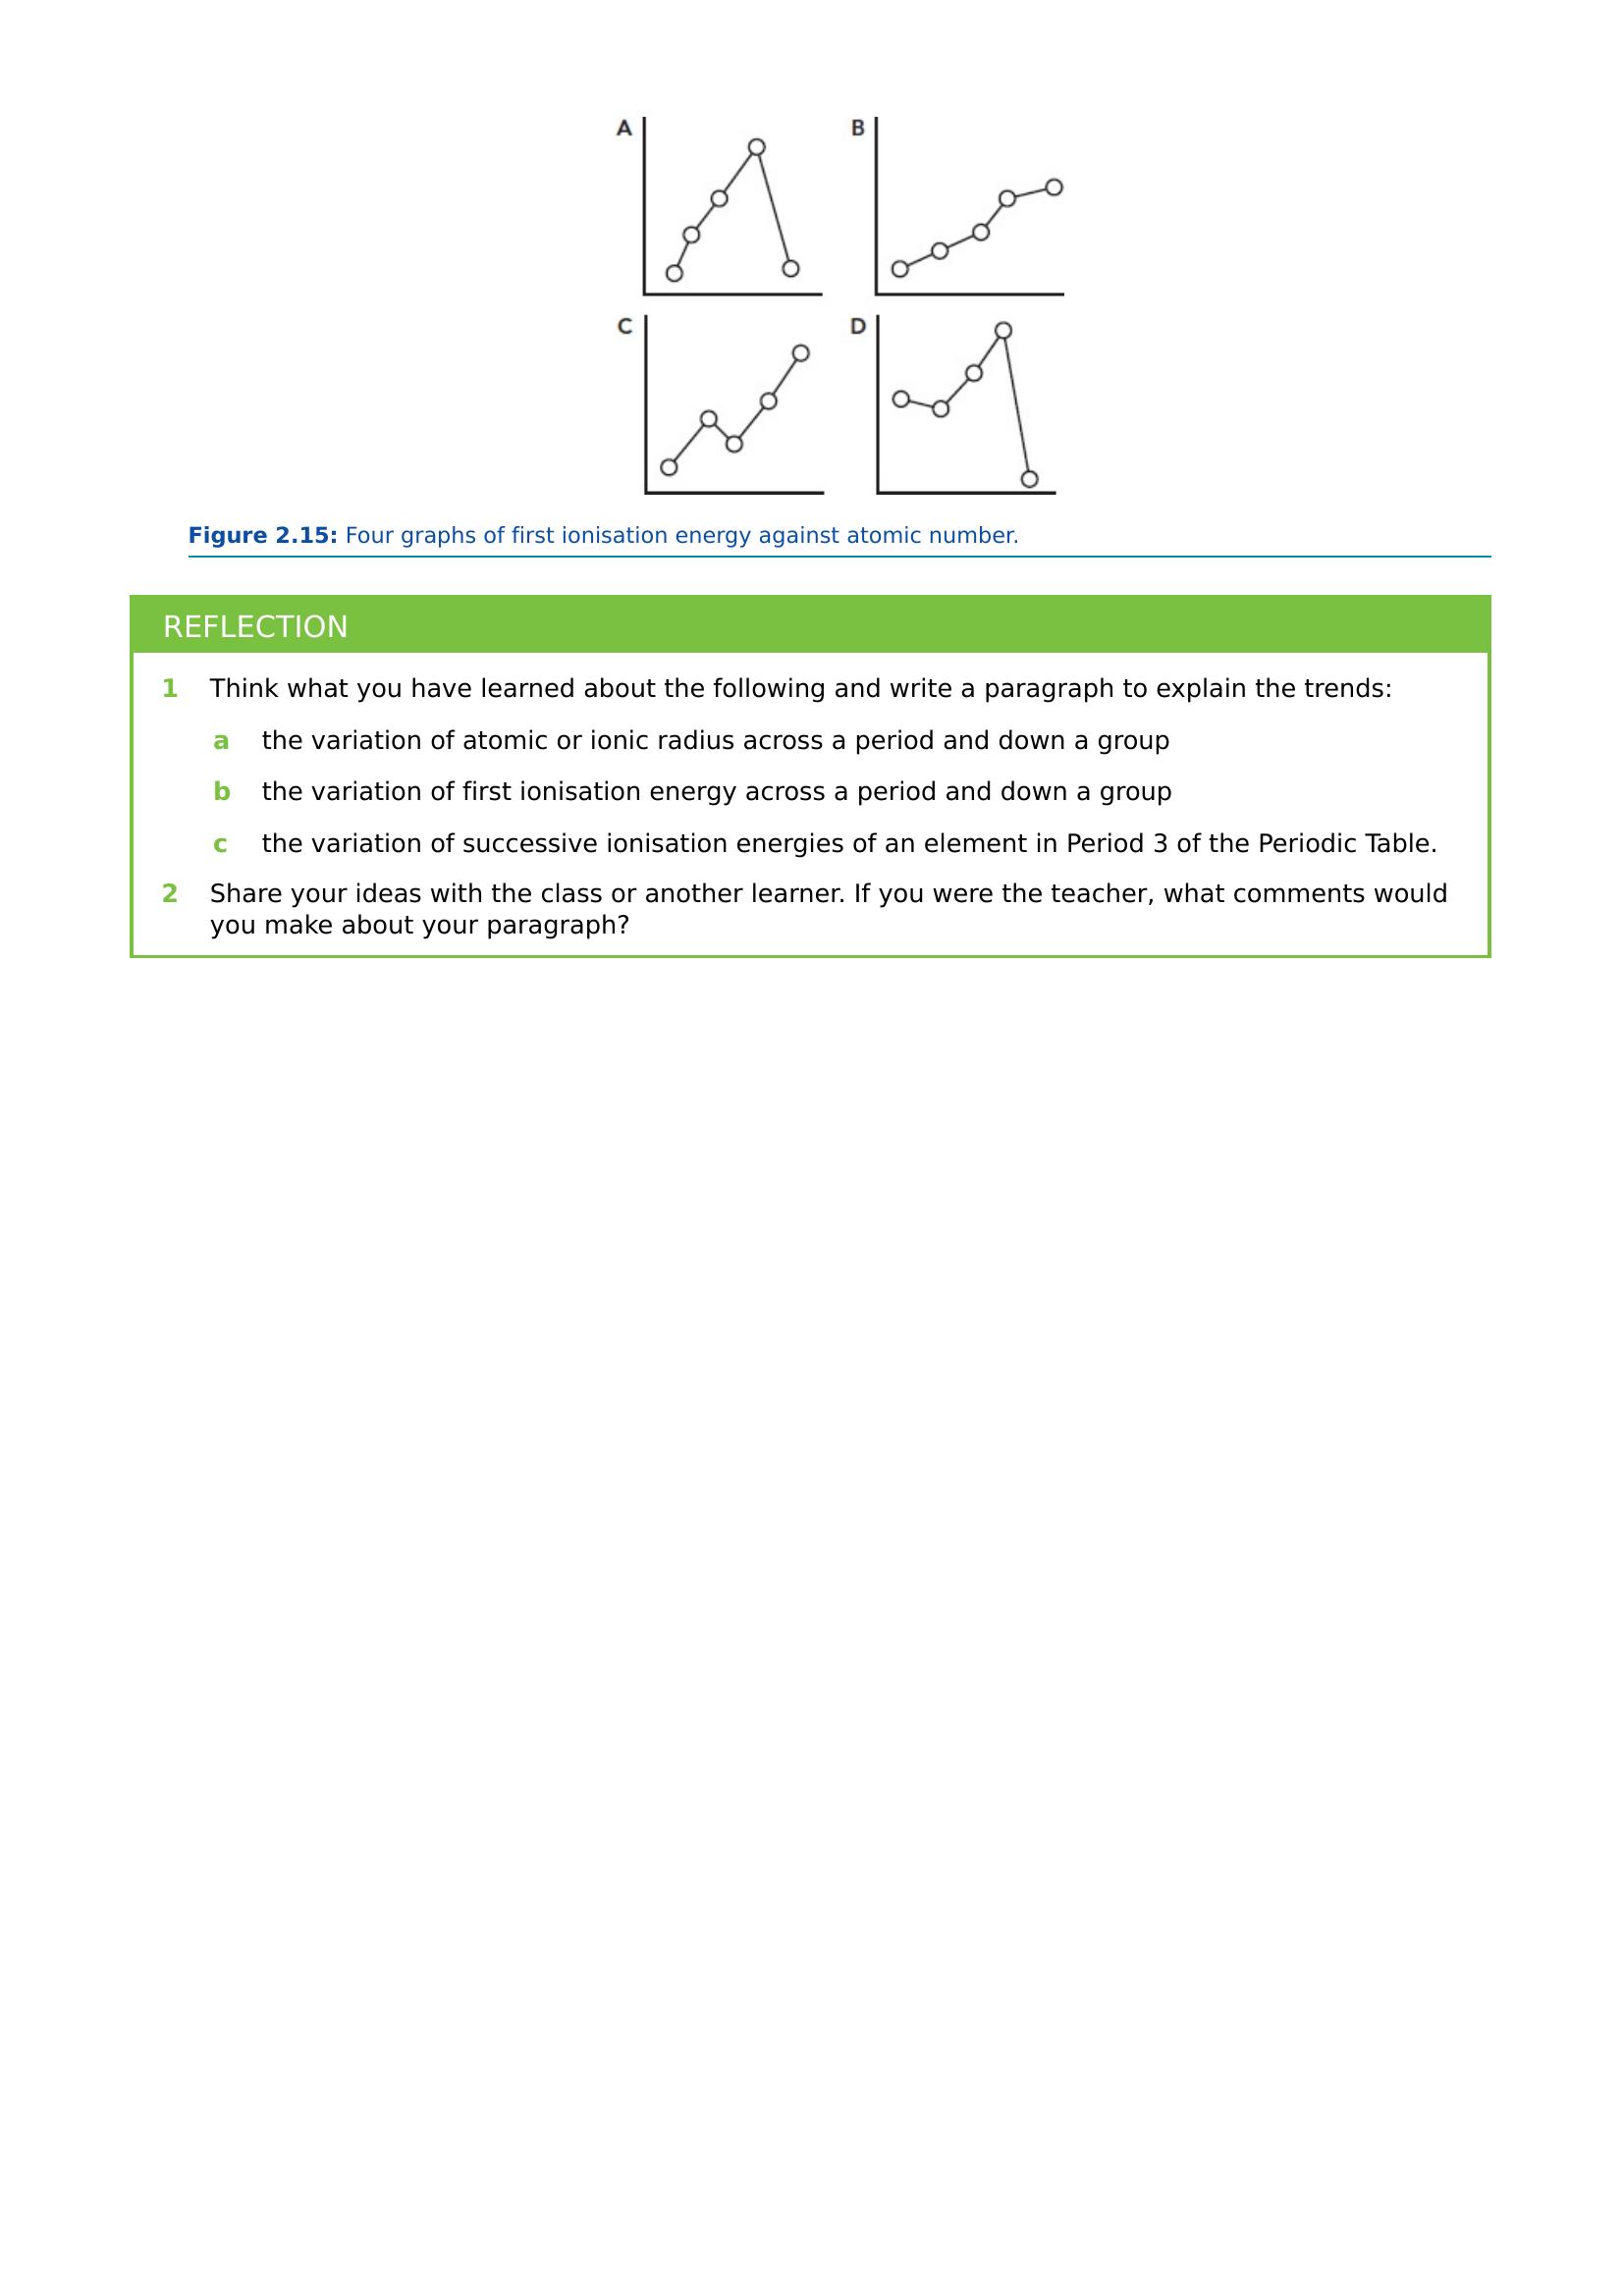 A
B
C
D
Figure 2.15: Four graphs of first ionisation energy against atomic number.
REFLECTION
1 Think what you have learned about the following and write a paragraph to explain the trends:
a the variation of atomic or ionic radius across a period and down a group
b the variation of first ionisation energy across a period and down a group
c the variation of successive ionisation energies of an element in Period 3 of the Periodic Table.
2 Share your ideas with the class or another learner. If you were the teacher, what comments would
you make about your paragraph?